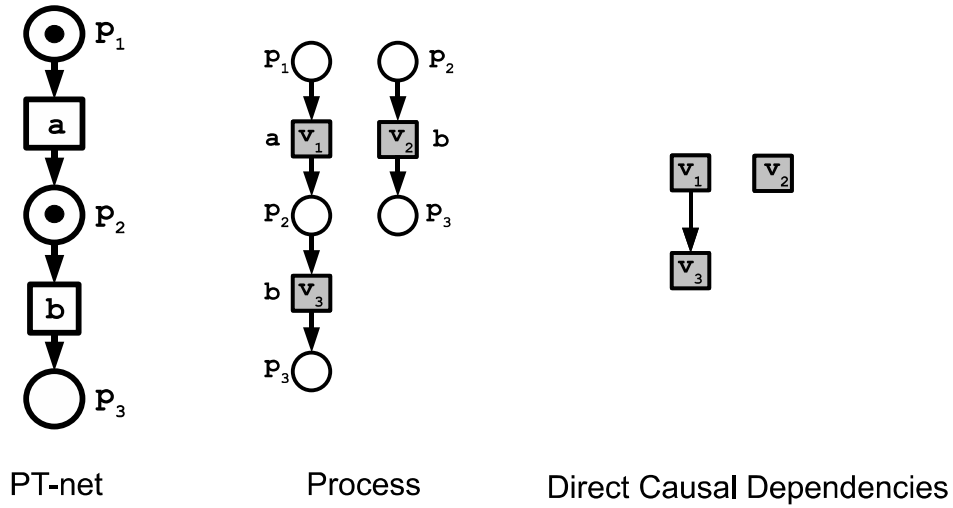 p₁
a
p₂
b
p₃
PT-net
p₁ p₂
a v₁ v₂ b
p₂ p₃
b v₃
p₃
Process
v₁ v₂
v₃
Direct Causal Dependencies